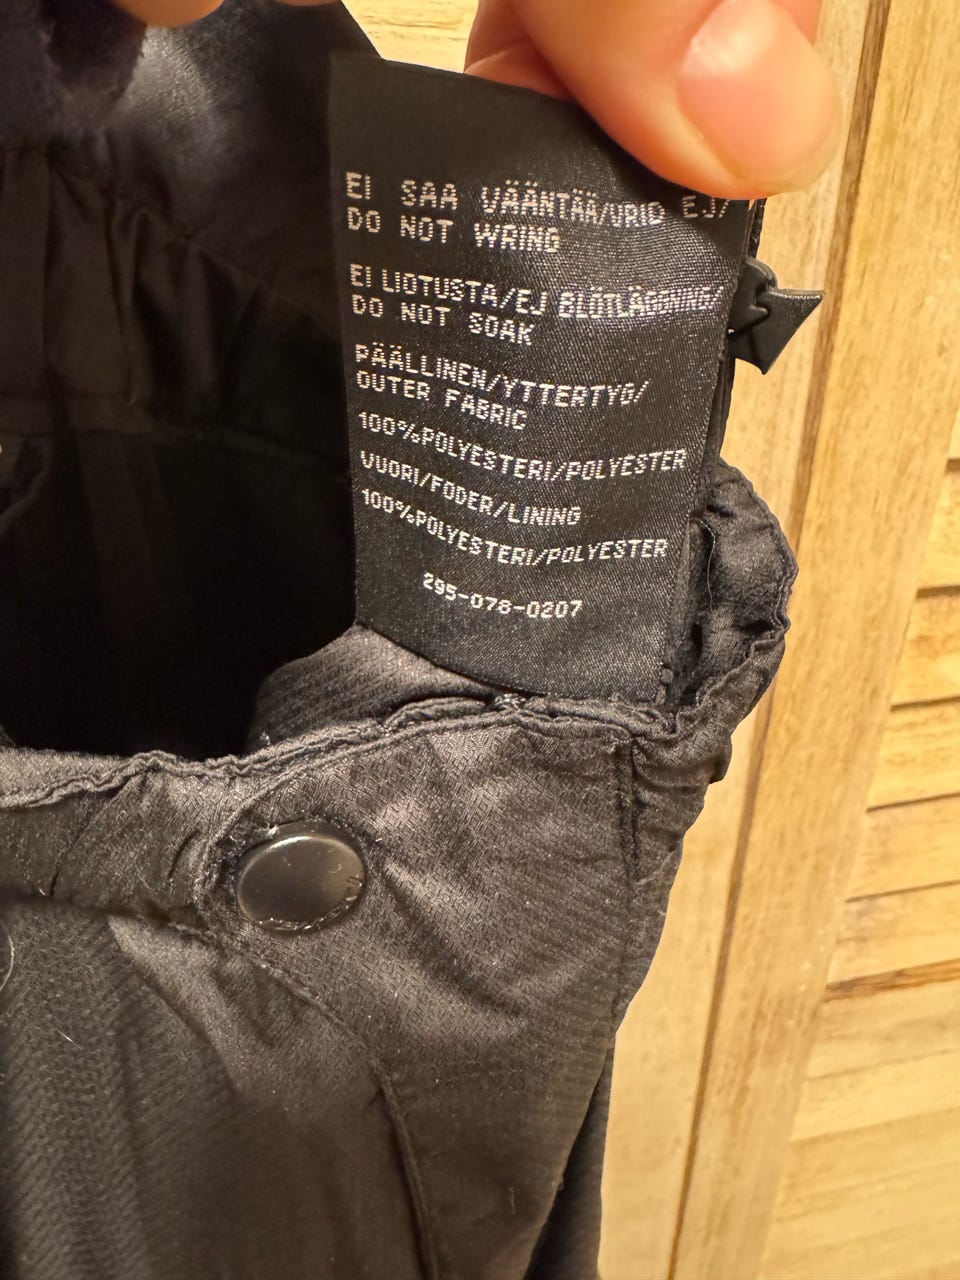 EI SAA VÄÄNTÄÄ/VRID EJ/
DO NOT WRING
EI LIOTUSTA/EJ BLÖTLÄGGNING/
DO NOT SOAK
PÄÄLLINEN/YTTERTYG/
OUTER FABRIC
100%POLYESTERI/POLYESTER
VUORI/FODER/LINING
100%POLYESTERI/POLYESTER
295-078-0207